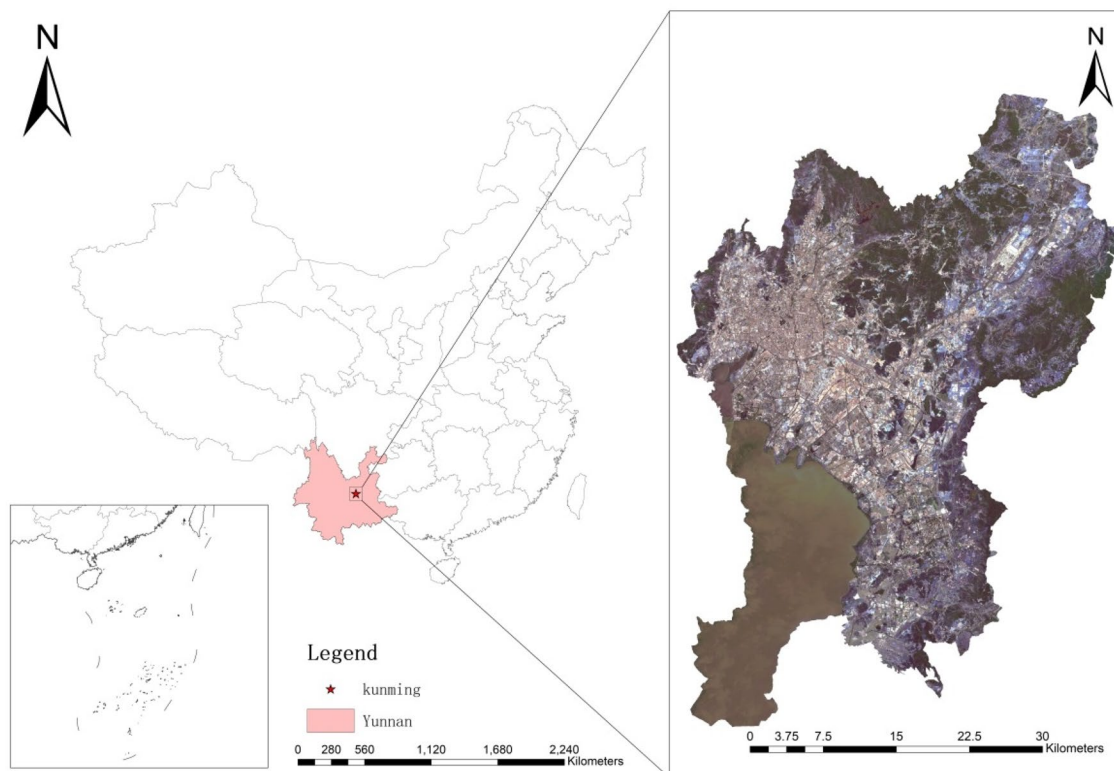 N
N
Legend
kunming
Yunnan
0 280 560 1,120 1,680 2,240
Kilometers
0 3.75 7.5 15 22.5 30
Kilometers